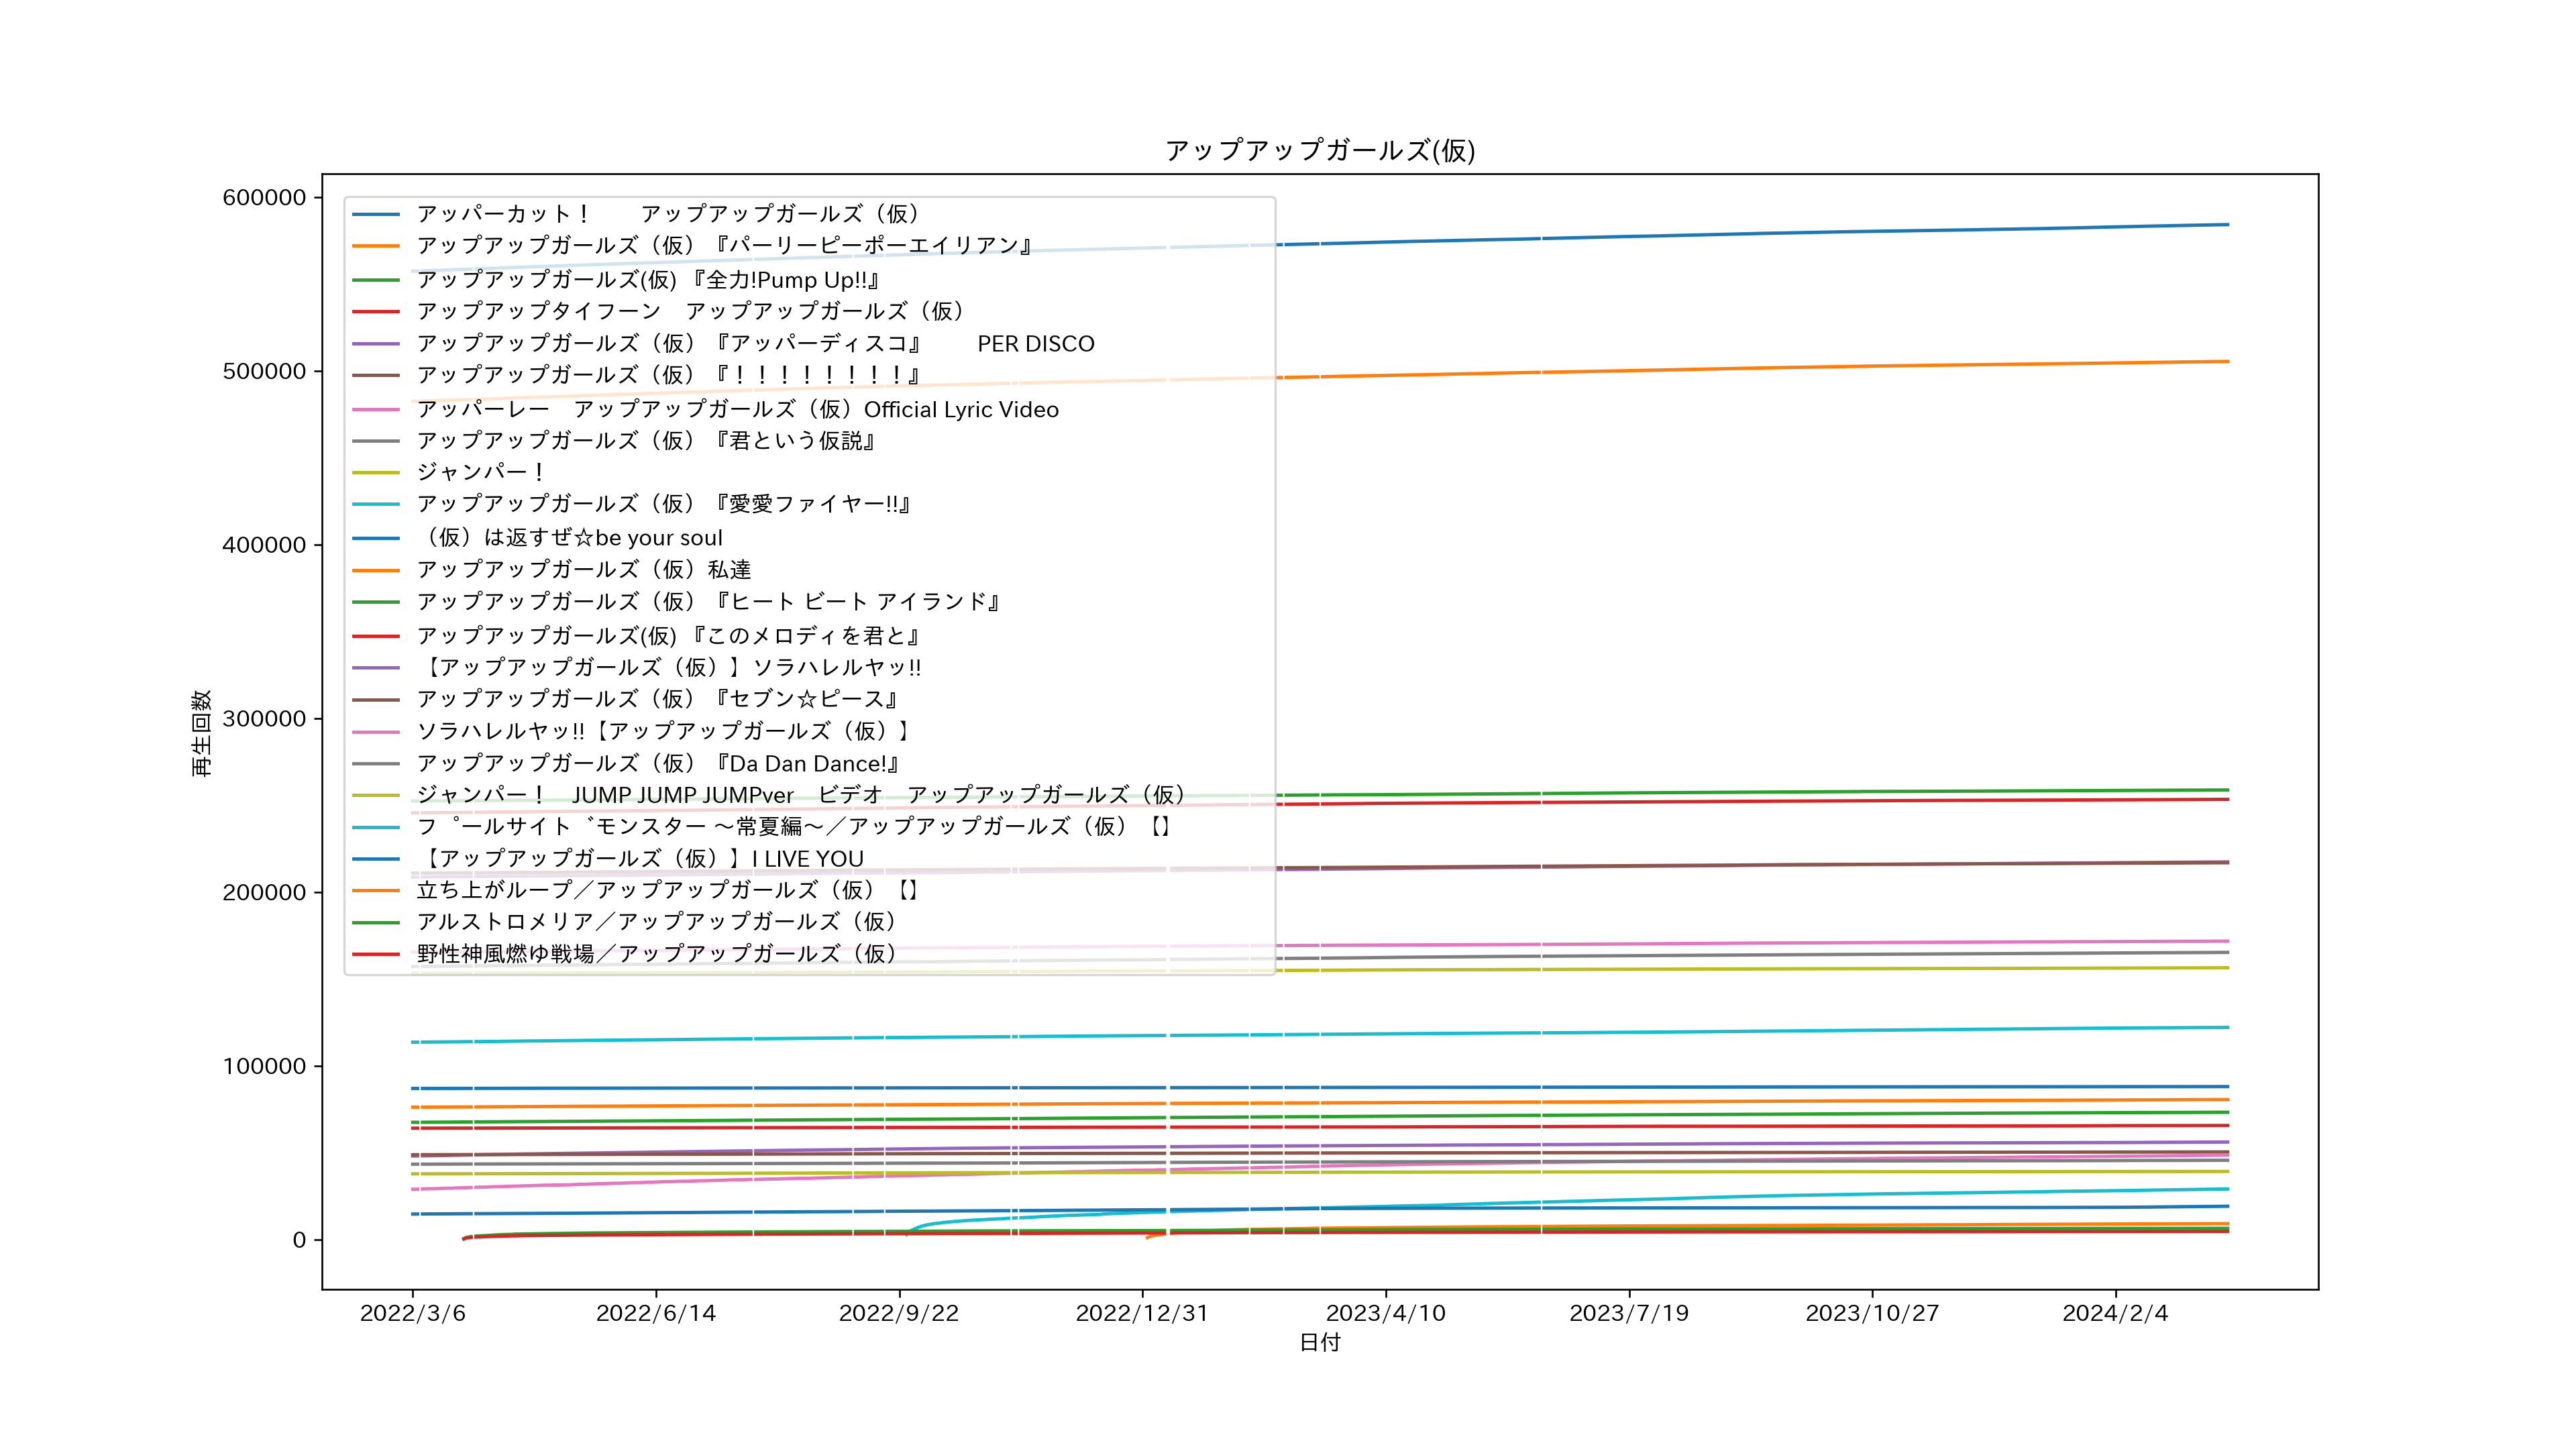 アップアップガールズ(仮)
600000
500000
400000
300000
200000
100000
0
再生回数
アッパーカット！　　アップアップガールズ（仮）
アップアップガールズ（仮）『パーリーピーポーエイリアン』
アップアップガールズ(仮) 『全力!Pump Up!!』
アップアップタイフーン　アップアップガールズ（仮）
アップアップガールズ（仮）『アッパーディスコ』　　PER DISCO
アップアップガールズ（仮）『！！！！！！！！』
アッパーレー　アップアップガールズ（仮）Official Lyric Video
アップアップガールズ（仮）『君という仮説』
ジャンパー！
アップアップガールズ（仮）『愛愛ファイヤー!!』
（仮）は返すぜ☆be your soul
アップアップガールズ（仮）私達
アップアップガールズ（仮）『ヒート ビート アイランド』
アップアップガールズ(仮) 『このメロディを君と』
【アップアップガールズ（仮）】ソラハレルヤッ!!
アップアップガールズ（仮）『セブン☆ピース』
ソラハレルヤッ!!【アップアップガールズ（仮）】
アップアップガールズ（仮）『Da Dan Dance!』
ジャンパー！　JUMP JUMP JUMPver　ビデオ　アップアップガールズ（仮）
プールサイドモンスター 〜常夏編〜／アップアップガールズ（仮）【】
【アップアップガールズ（仮）】I LIVE YOU
立ち上がループ／アップアップガールズ（仮）【】
アルストロメリア／アップアップガールズ（仮）
野性神風燃ゆ戦場／アップアップガールズ（仮）
2022/3/6 2022/6/14 2022/9/22 2022/12/31 2023/4/10 2023/7/19 2023/10/27 2024/2/4
日付